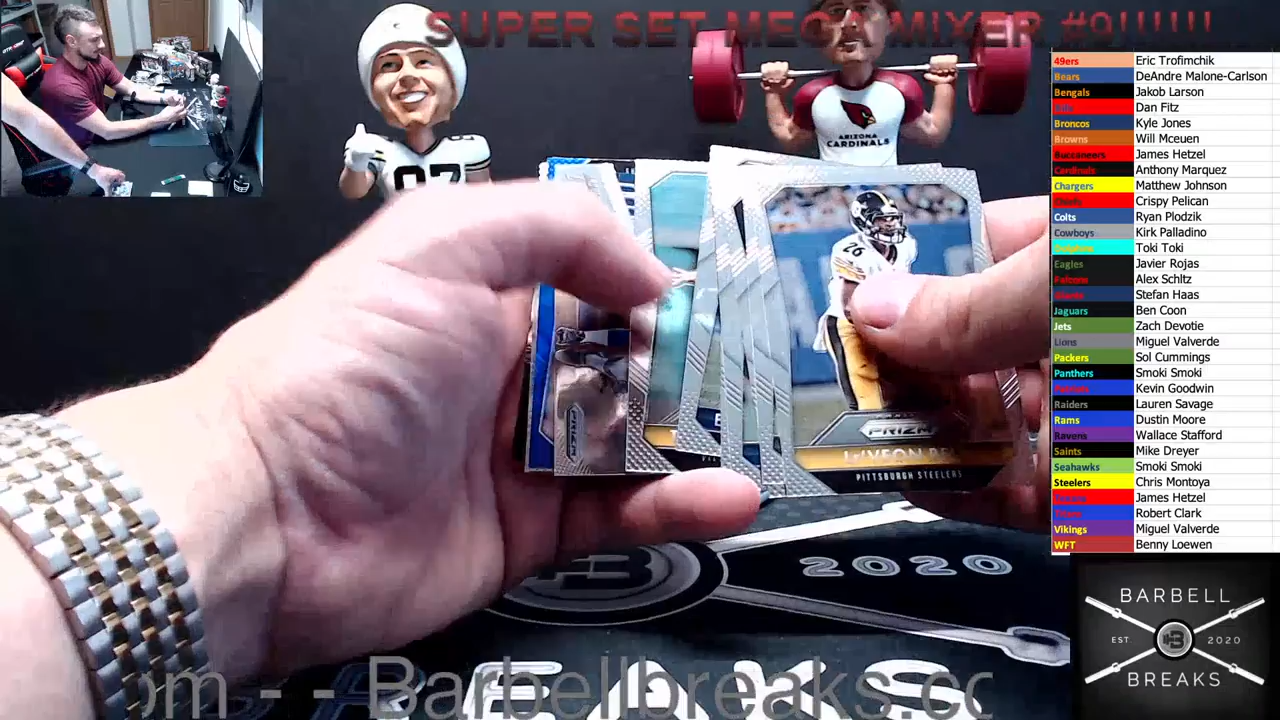 SUPER SET MEGA MIXER #9!!!!!!
49ers Eric Trofimchik
Bears DeAndre Malone-Carlson
Bengals Jakob Larson
Dan Fitz
Broncos Kyle Jones
Browns Will Mceuen
Buccaneers James Hetzel
Cardinals Anthony Marquez
Chargers Matthew Johnson
Chiefs Crispy Pelican
Colts Ryan Plodzik
Cowboys Kirk Palladino
Dolphins Toki Toki
Eagles Javier Rojas
Falcons Alex Schltz
Giants Stefan Haas
Jaguars Ben Coon
Jets Zach Devotie
Lions Miguel Valverde
Packers Sol Cummings
Panthers Smoki Smoki
Patriots Kevin Goodwin
Raiders Lauren Savage
Rams Dustin Moore
Ravens Wallace Stafford
Saints Mike Dreyer
Seahawks Smoki Smoki
Steelers Chris Montoya
Texans James Hetzel
Titans Robert Clark
Vikings Miguel Valverde
WFT Benny Loewen
ARIZONA
CARDINALS
87
26
PRIZM
PRIZM
PITTSBURGH STEELERS
B
2020
om - - Barbellbreaks.co
BARBELL
EST B 2020
BREAKS